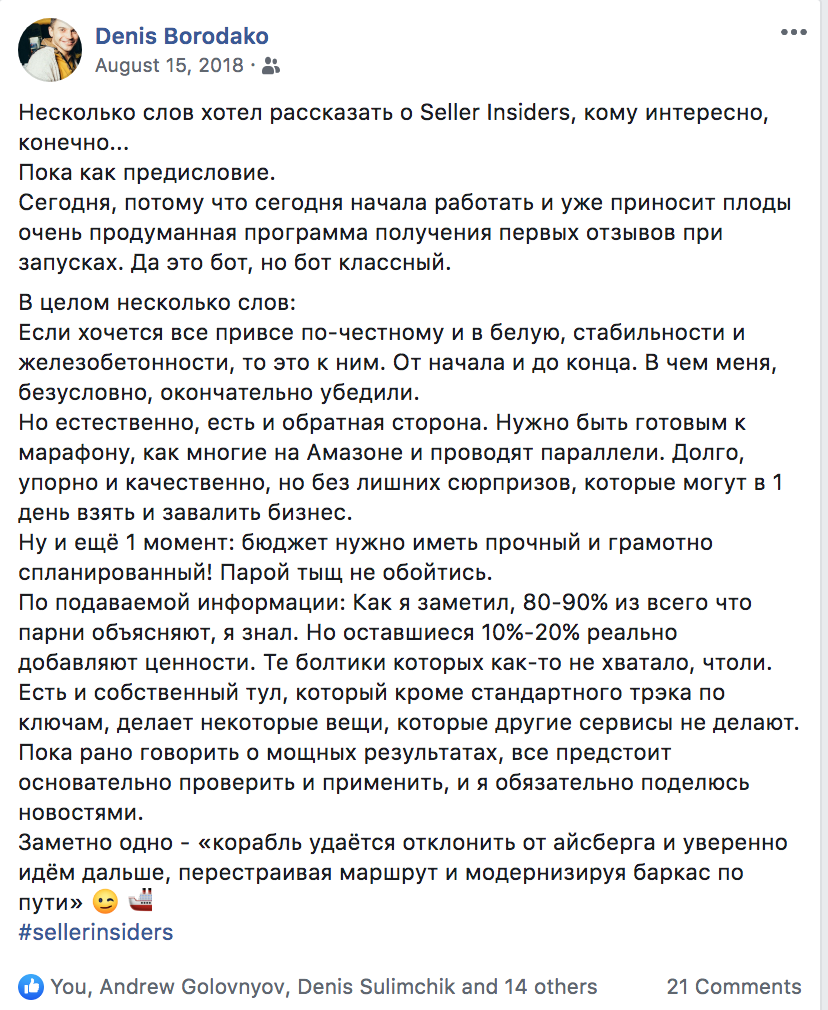 Denis Borodako
August 15, 2018 ·
Несколько слов хотел рассказать о Seller Insiders, кому интересно,
конечно...
Пока как предисловие.
Сегодня, потому что сегодня начала работать и уже приносит плоды
очень продуманная программа получения первых отзывов при
запусках. Да это бот, но бот классный.
В целом несколько слов:
Если хочется все привсе по-честному и в белую, стабильности и
железобетонности, то это к ним. От начала и до конца. В чем меня,
безусловно, окончательно убедили.
Но естественно, есть и обратная сторона. Нужно быть готовым к
марафону, как многие на Амазоне и проводят параллели. Долго,
упорно и качественно, но без лишних сюрпризов, которые могут в 1
день взять и завалить бизнес.
Ну и ещё 1 момент: бюджет нужно иметь прочный и грамотно
спланированный! Парой тыщ не обойтись.
По подаваемой информации: Как я заметил, 80-90% из всего что
парни объясняют, я знал. Но оставшиеся 10%-20% реально
добавляют ценности. Те болтики которых как-то не хватало, чтоли.
Есть и собственный тул, который кроме стандартного трэка по
ключам, делает некоторые вещи, которые другие сервисы не делают.
Пока рано говорить о мощных результатах, все предстоит
основательно проверить и применить, и я обязательно поделюсь
новостями.
Заметно одно - «корабль удаётся отклонить от айсберга и уверенно
идём дальше, перестраивая маршрут и модернизируя баркас по
пути» 😉 🚢
#sellerinsiders
You, Andrew Golovnyov, Denis Sulimchik and 14 others 21 Comments